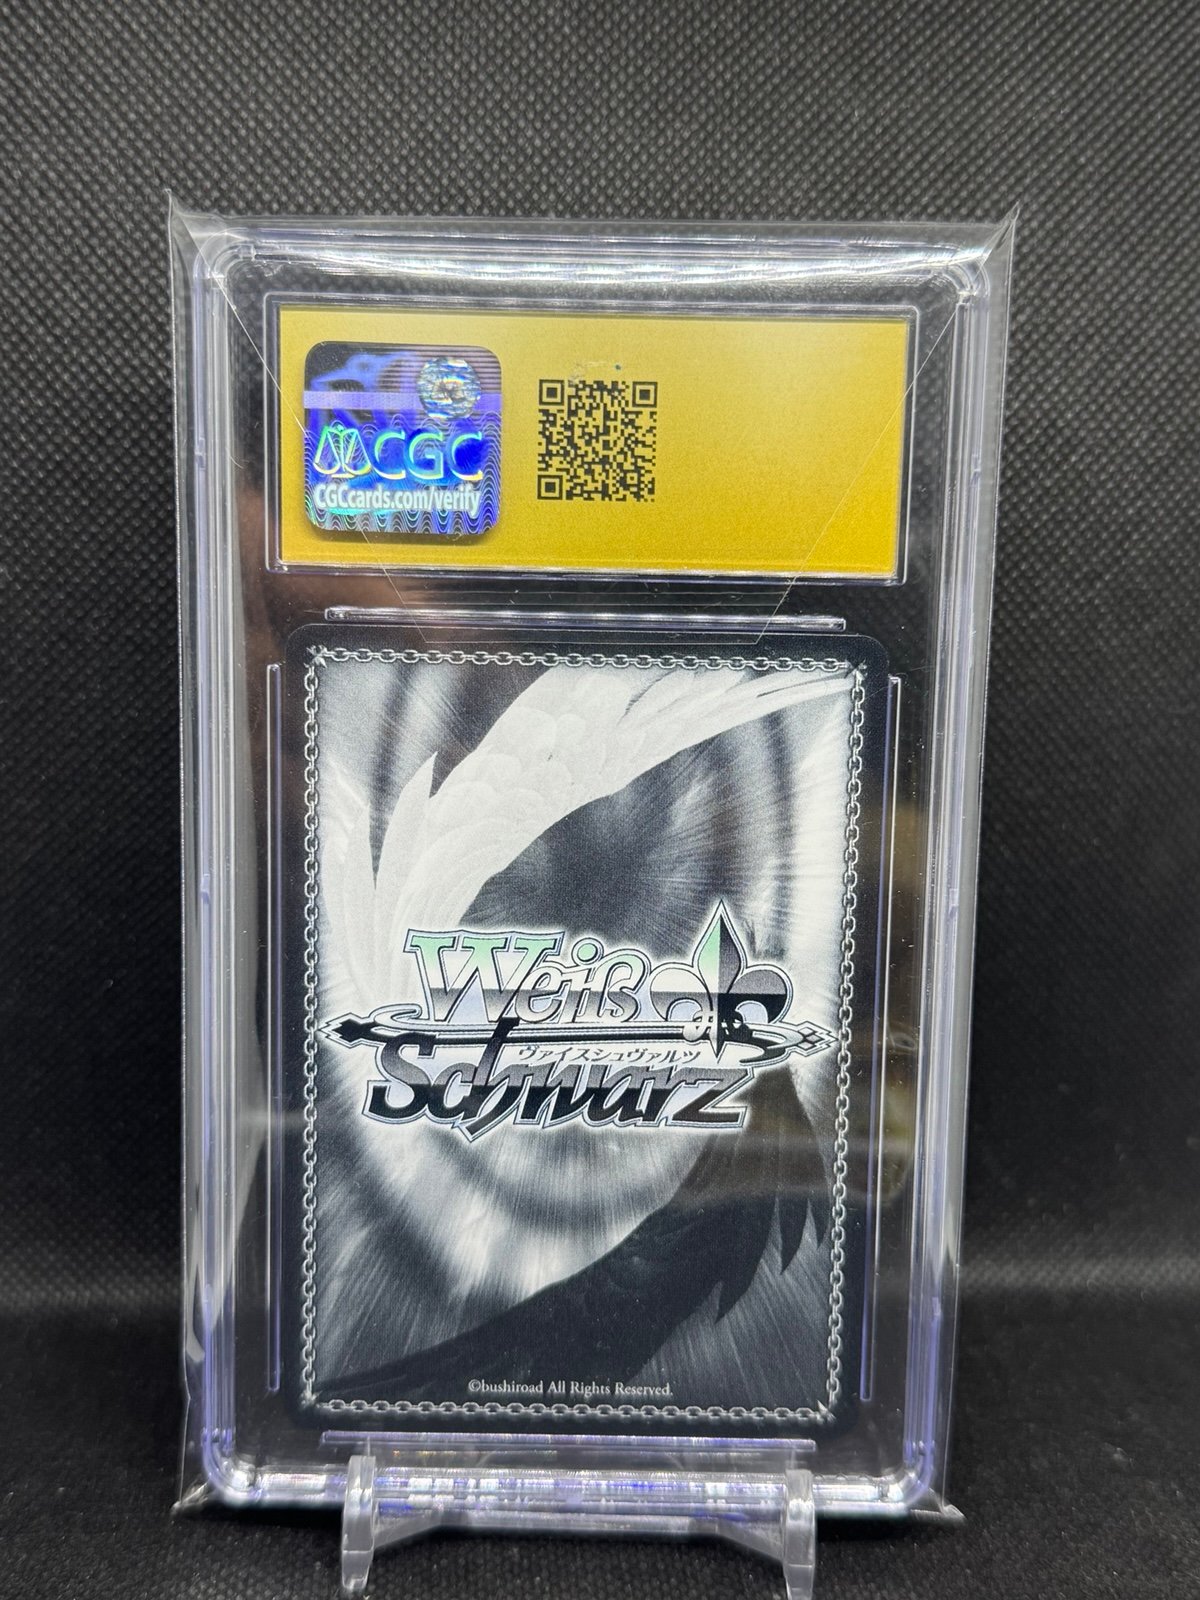 CGC
CGCcards.com/verify
Weiß
ヴァイスシュヴァルツ
Schwarz
©bushiroad All Rights Reserved.